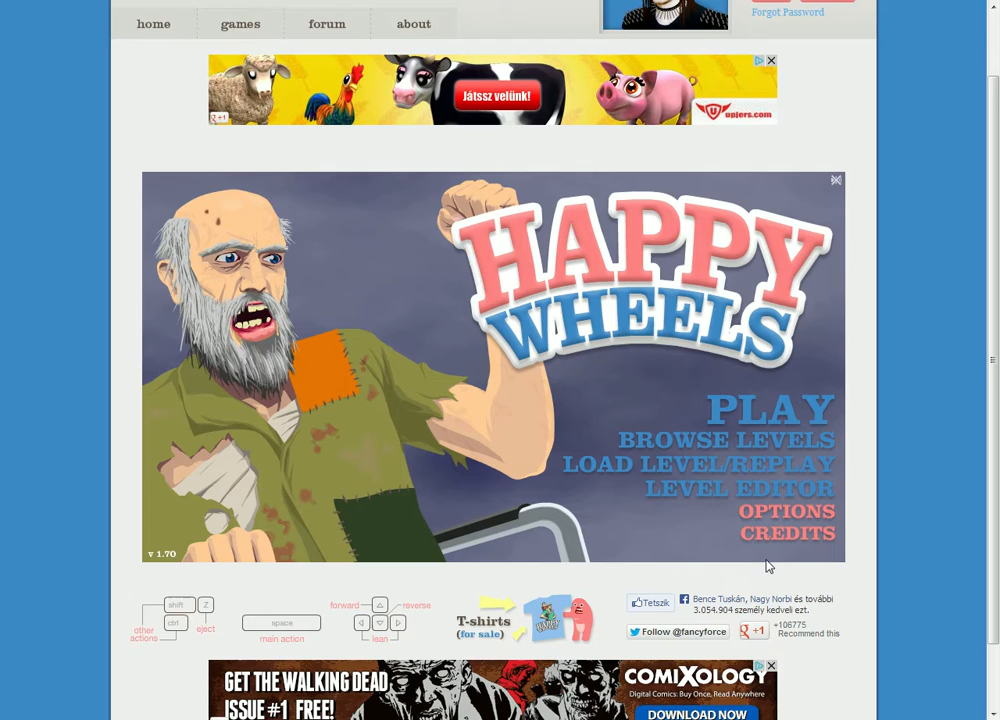 Forgot Password
home games forum about
Játssz velünk!
upjers.com
g +1
HAPPY
WHEELS
PLAY
BROWSE LEVELS
LOAD LEVEL/REPLAY
LEVEL EDITOR
OPTIONS
CREDITS
v 1.70
shift Z
ctrl
eject
other
actions
space
main action
forward reverse
lean
T-shirts
(for sale)
Tetszik
Bence Tuskán, Nagy Norbi és további
3.054.904 személy kedveli ezt.
Follow @fancyforce
g +1
+106775
Recommend this
GET THE WALKING DEAD
ISSUE #1 FREE!
COMIXOLOGY
Digital Comics: Buy Once, Read Anywhere
DOWNLOAD NOW